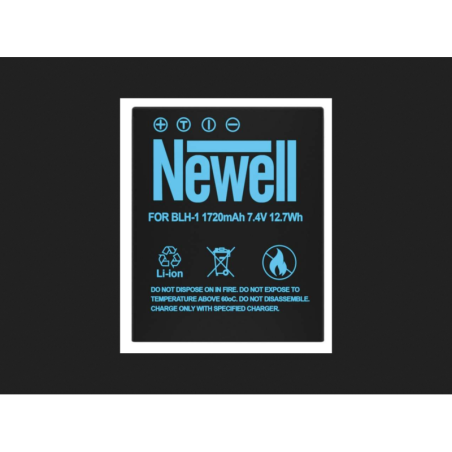 + T I −
Newell
FOR BLH-1 1720mAh 7.4V 12.7Wh
Li-ion
DO NOT DISPOSE ON IN FIRE. DO NOT EXPOSE TO
TEMPERATURE ABOVE 60oC. DO NOT DISASSEMBLE.
CHARGE ONLY WITH SPECIFIED CHARGER.